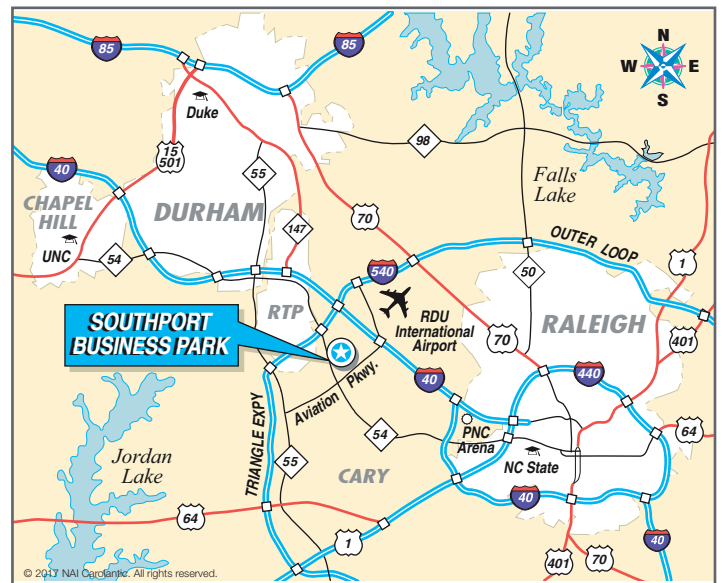 85
85
N
W
E
S
Duke
15
501
98
40
55
Falls
Lake
CHAPEL
HILL
DURHAM
70
147
UNC
54
OUTER LOOP
540
50
1
RTP
RDU
International
Airport
RALEIGH
SOUTHPORT
BUSINESS PARK
70
401
40
440
Aviation Pkwy.
TRIANGLE EXPY
PNC
Arena
54
64
Jordan
Lake
55
CARY
NC State
40
64
1
40
401
70
© 2017 NAI Carolantic. All rights reserved.